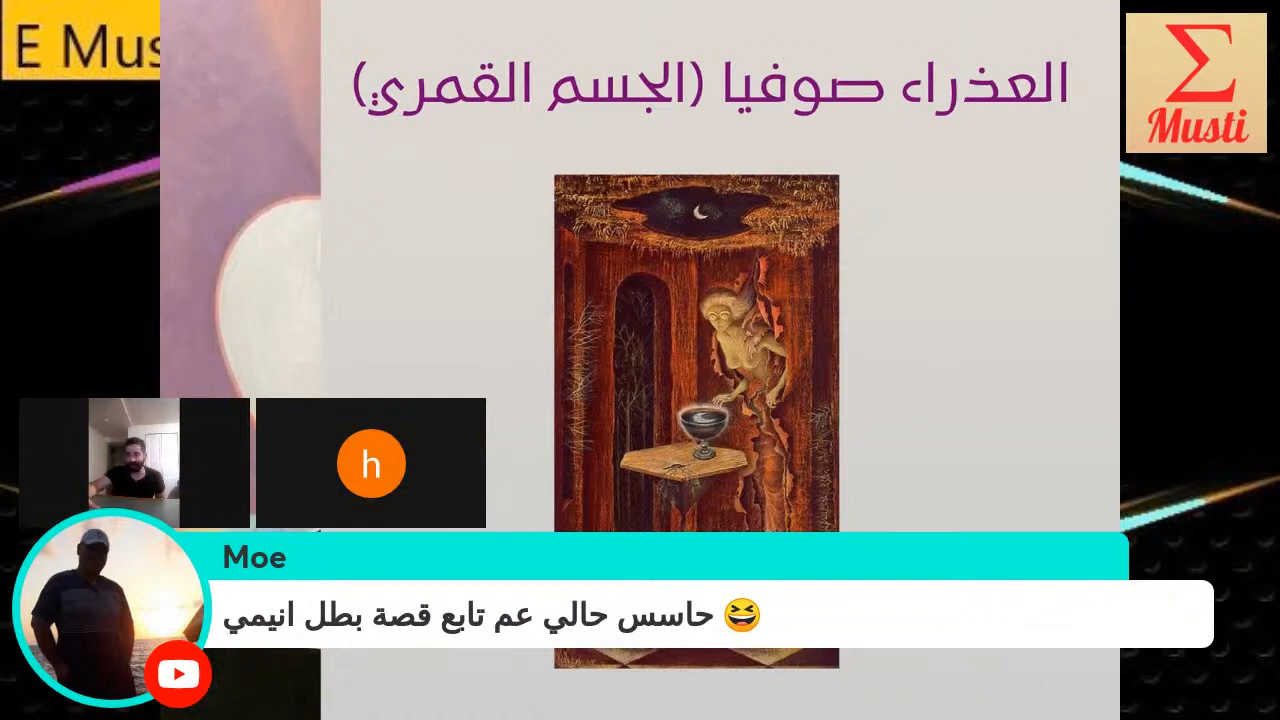 E Mus
العذراء صوفيا (الجسم القمري)
Σ
Musti
h
Moe
حاسس حالي عم تابع قصة بطل انيمي 😆